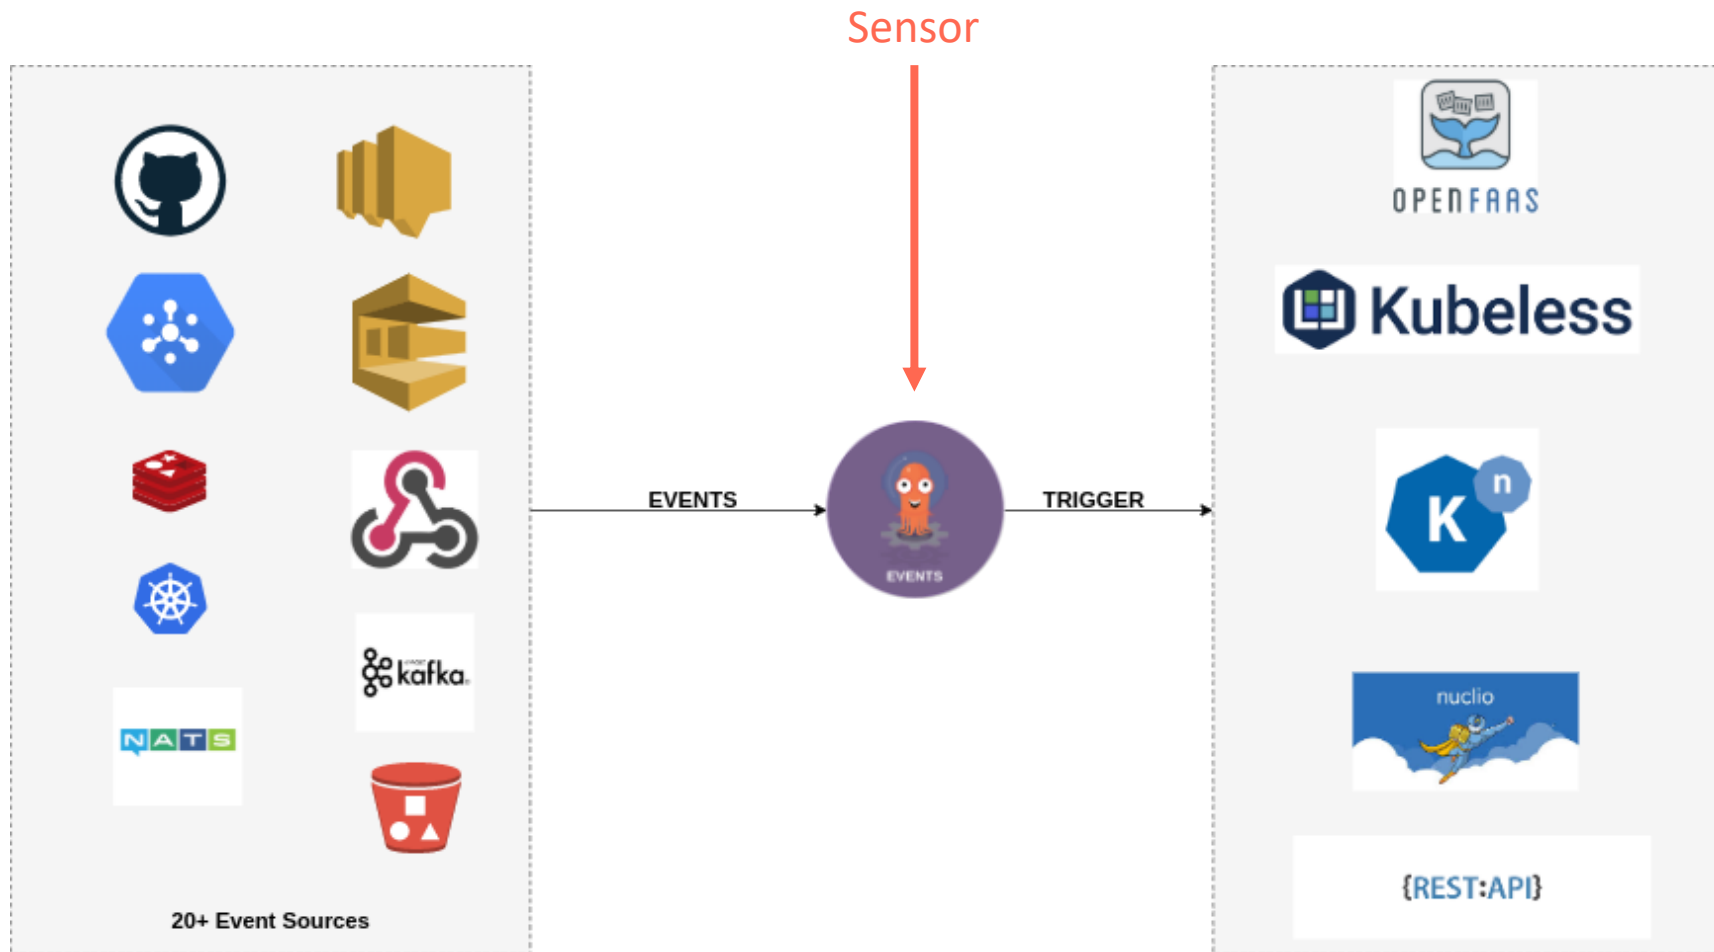 Sensor
OPENFAAS
Kubeless
K
n
EVENTS
TRIGGER
EVENTS
kafka
nuclio
NATS
{REST:API}
20+ Event Sources